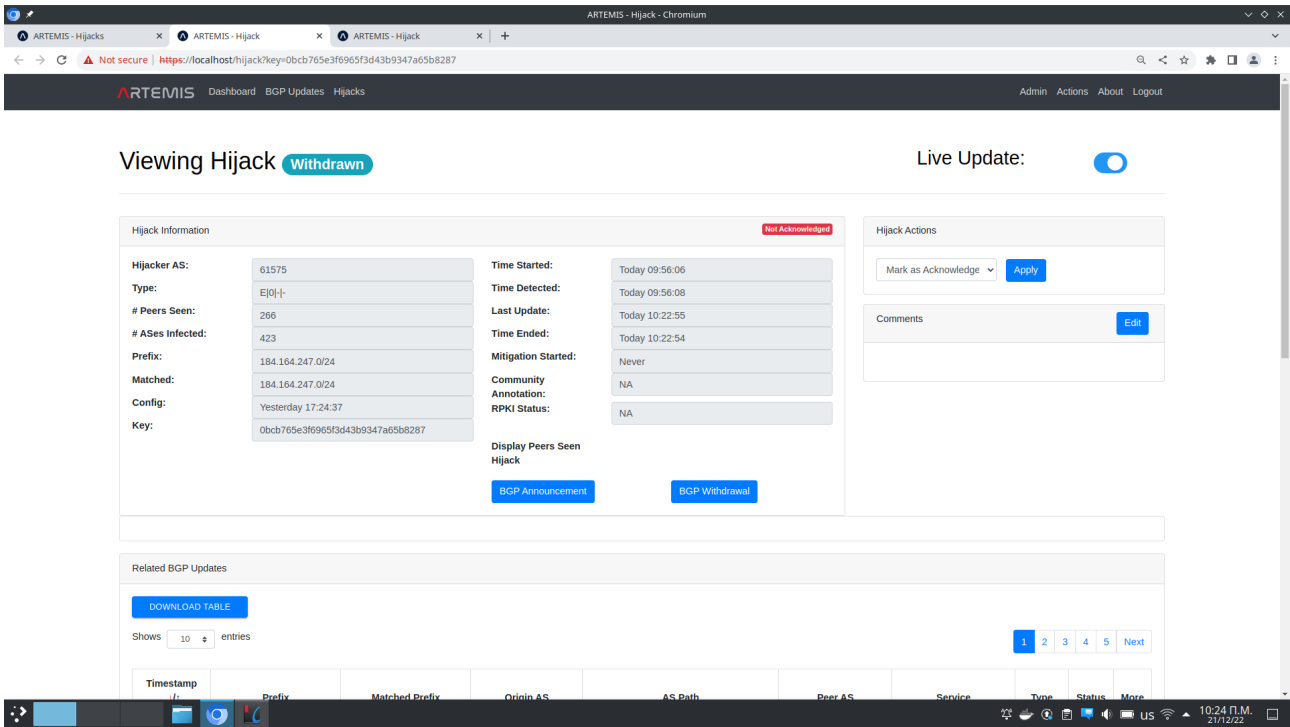 ARTEMIS - Hijack - Chromium
ARTEMIS - Hijacks
ARTEMIS - Hijack
ARTEMIS - Hijack
Not secure | https://localhost/hijack?key=0bcb765e3f6965f3d43b9347a65b8287
ARTEMIS Dashboard BGP Updates Hijacks Admin Actions About Logout
Viewing Hijack Withdrawn
Live Update:
Hijack Information Not Acknowledged
Hijacker AS: 61575
Type: E|0|-|-
# Peers Seen: 266
# ASes Infected: 423
Prefix: 184.164.247.0/24
Matched: 184.164.247.0/24
Config: Yesterday 17:24:37
Key: 0bcb765e3f6965f3d43b9347a65b8287
Time Started: Today 09:56:06
Time Detected: Today 09:56:08
Last Update: Today 10:22:55
Time Ended: Today 10:22:54
Mitigation Started: Never
Community
Annotation: NA
RPKI Status: NA
Display Peers Seen
Hijack
BGP Announcement BGP Withdrawal
Hijack Actions
Mark as Acknowledge Apply
Comments Edit
Related BGP Updates
DOWNLOAD TABLE
Shows 10 entries
1 2 3 4 5 Next
Timestamp
Prefix Matched Prefix Origin AS AS Path Peer AS Service Type Status More
us 10:24 Π.Μ.
21/12/22